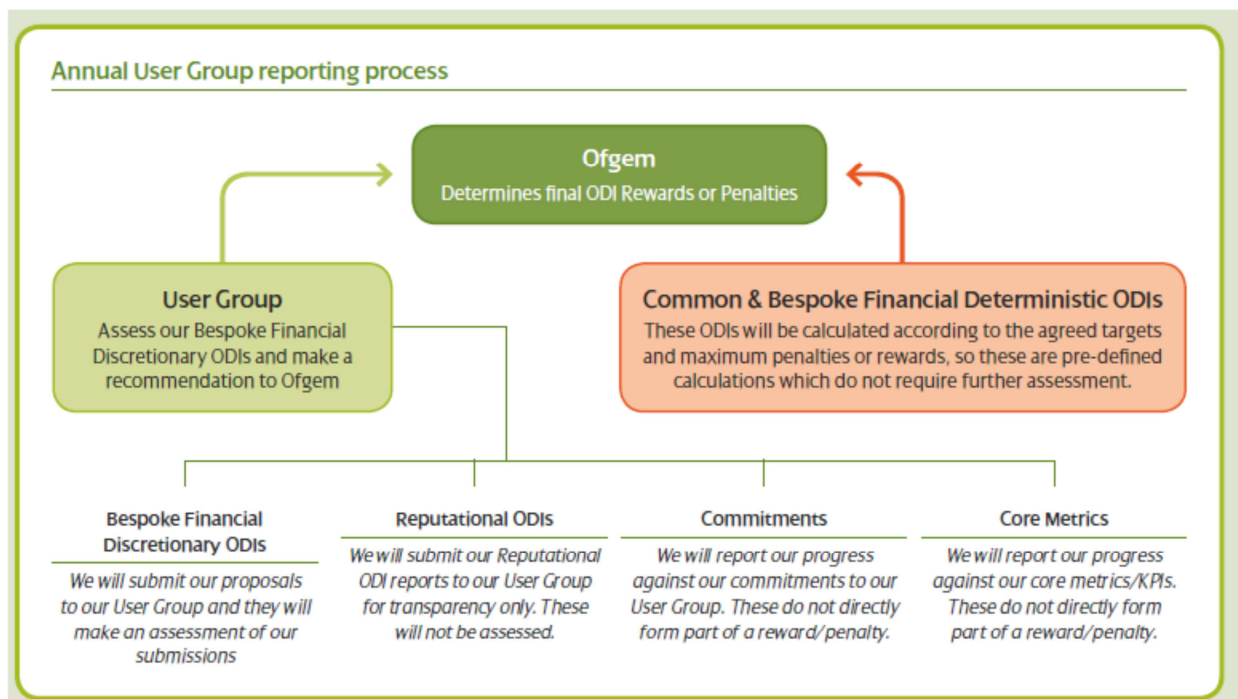 Annual User Group reporting process
Ofgem
Determines final ODI Rewards or Penalties
User Group
Assess our Bespoke Financial
Discretionary ODIs and make a
recommendation to Ofgem
Common & Bespoke Financial Deterministic ODIs
These ODIs will be calculated according to the agreed targets
and maximum penalties or rewards, so these are pre-defined
calculations which do not require further assessment.
Bespoke Financial
Discretionary ODIs
We will submit our proposals
to our User Group and they will
make an assessment of our
submissions
Reputational ODIs
We will submit our Reputational
ODI reports to our User Group
for transparency only. These
will not be assessed.
Commitments
We will report our progress
against our commitments to our
User Group. These do not directly
form part of a reward/penalty.
Core Metrics
We will report our progress
against our core metrics/KPIs.
These do not directly form
part of a reward/penalty.